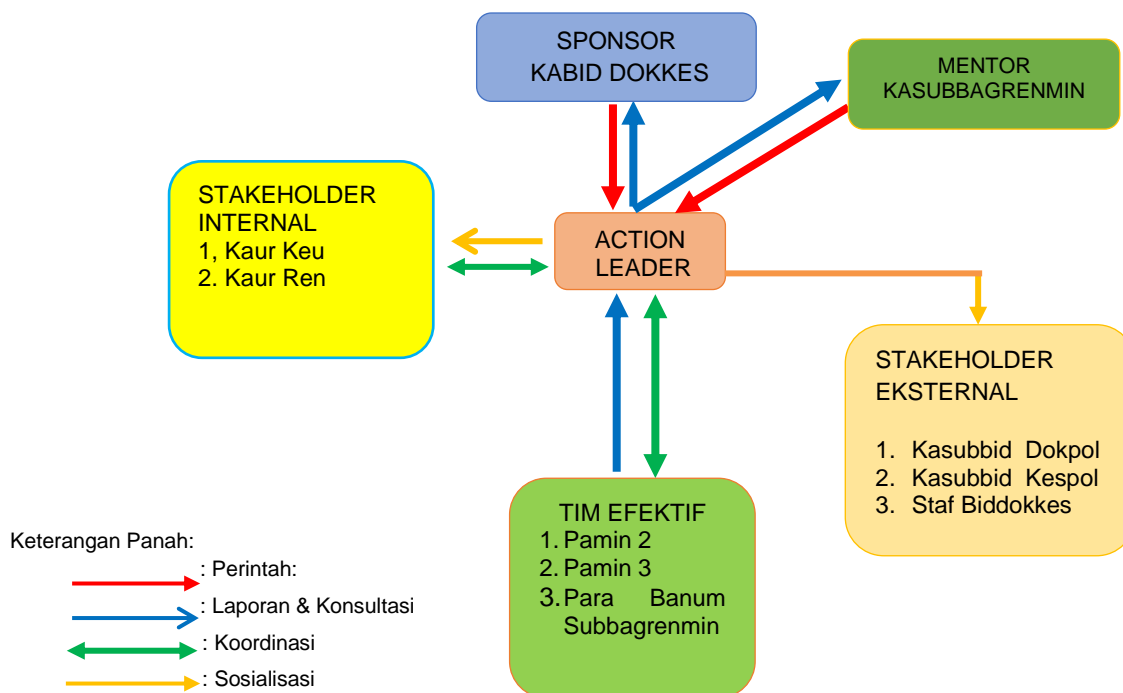 SPONSOR
KABID DOKKES
MENTOR
KASUBBAGRENMIN
STAKEHOLDER
INTERNAL
1, Kaur Keu
2. Kaur Ren
ACTION
LEADER
STAKEHOLDER
EKSTERNAL
1. Kasubbid Dokpol
2. Kasubbid Kespol
3. Staf Biddokkes
TIM EFEKTIF
1. Pamin 2
2. Pamin 3
3. Para Banum
Subbagrenmin
Keterangan Panah:
: Perintah:
: Laporan & Konsultasi
: Koordinasi
: Sosialisasi